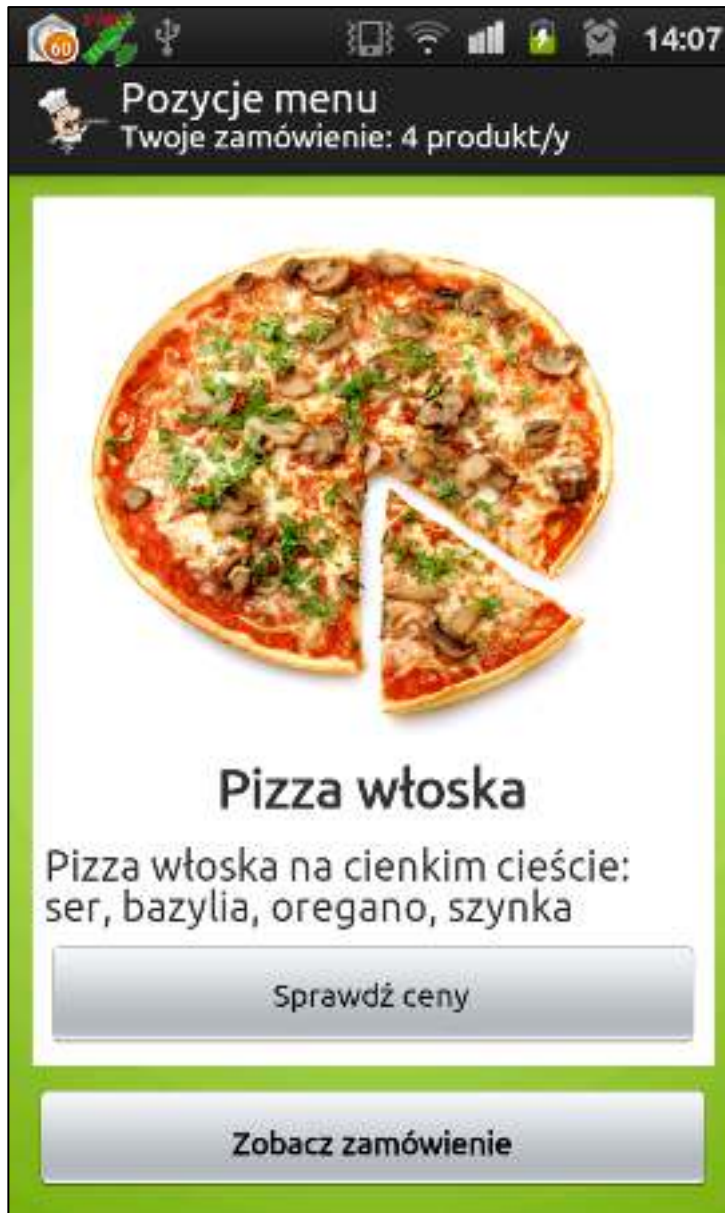 60
14:07
Pozycje menu
Twoje zamówienie: 4 produkt/y
Pizza włoska
Pizza włoska na cienkim cieście:
ser, bazylia, oregano, szynka
Sprawdź ceny
Zobacz zamówienie